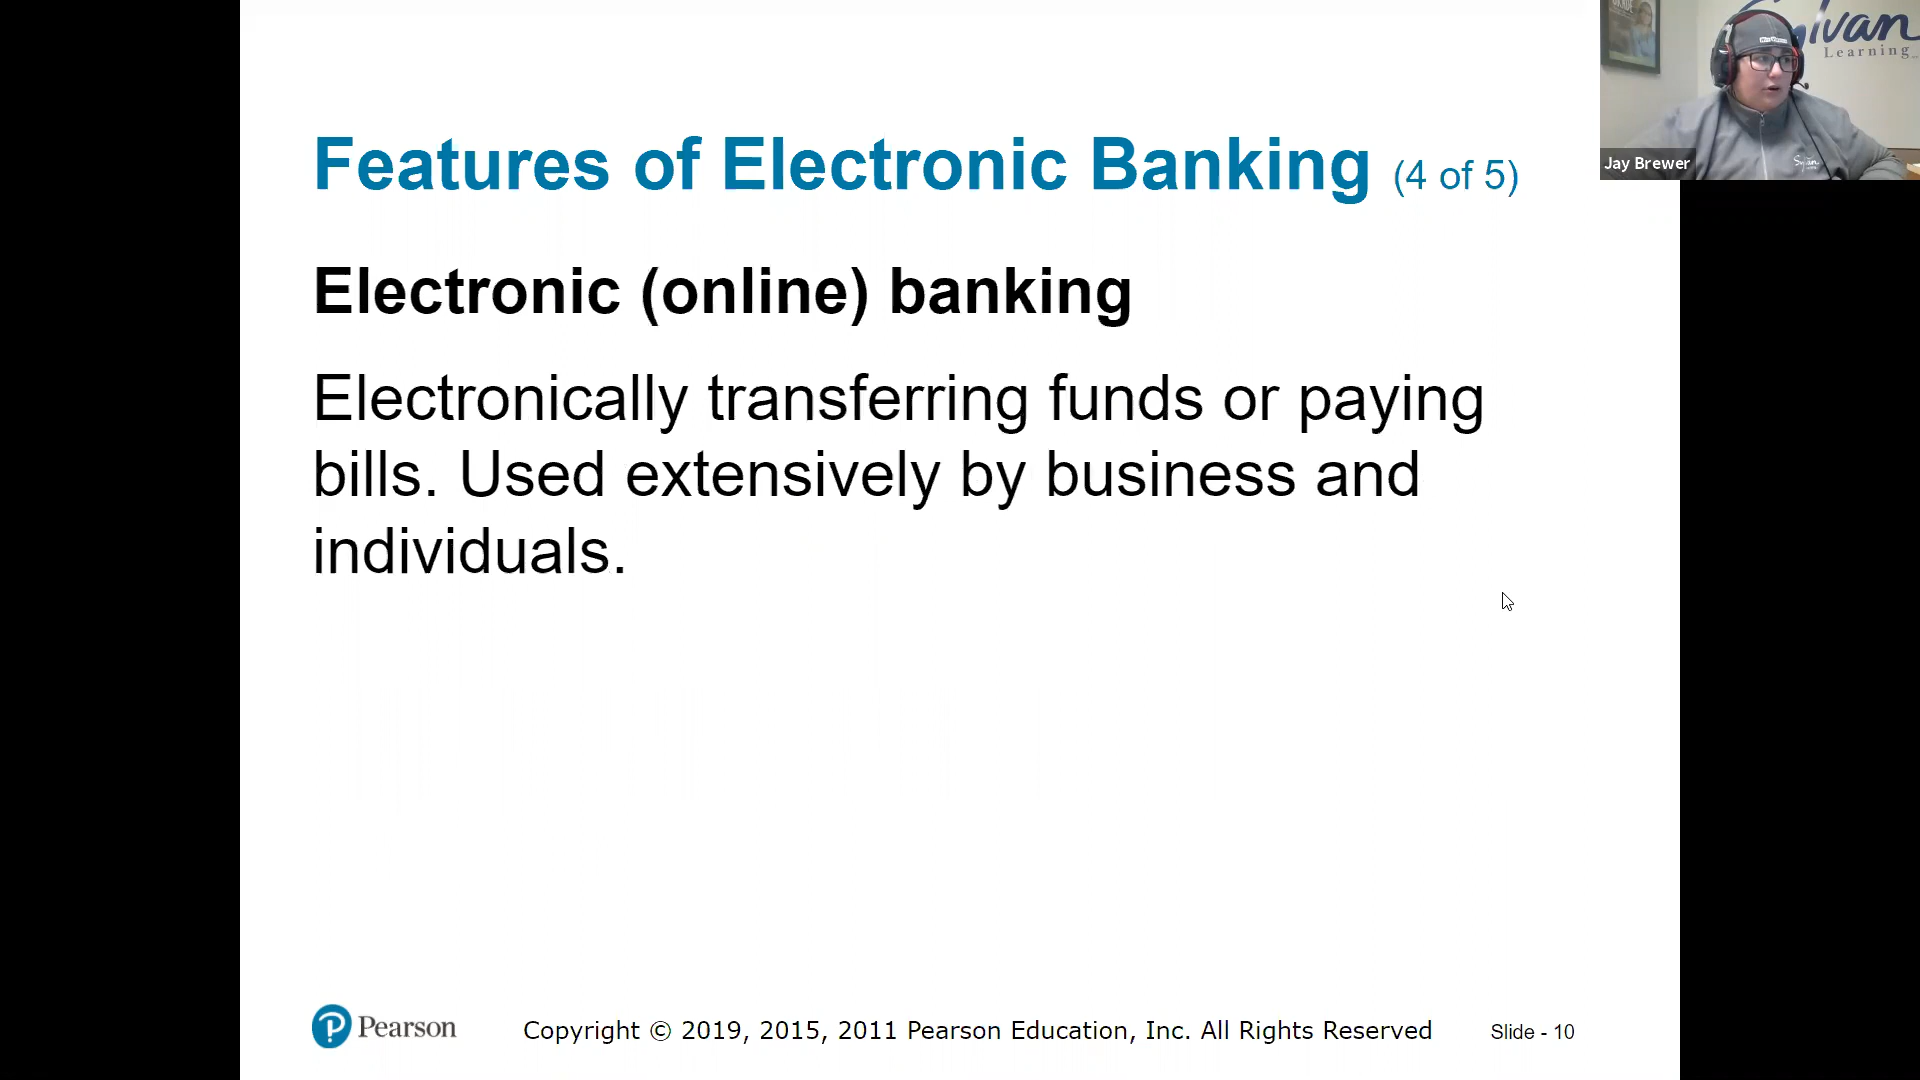 Features of Electronic Banking (4 of 5)
Electronic (online) banking
Electronically transferring funds or paying
bills. Used extensively by business and
individuals.
Sylvan
Learning
Jay Brewer
Pearson
Copyright © 2019, 2015, 2011 Pearson Education, Inc. All Rights Reserved
Slide - 10